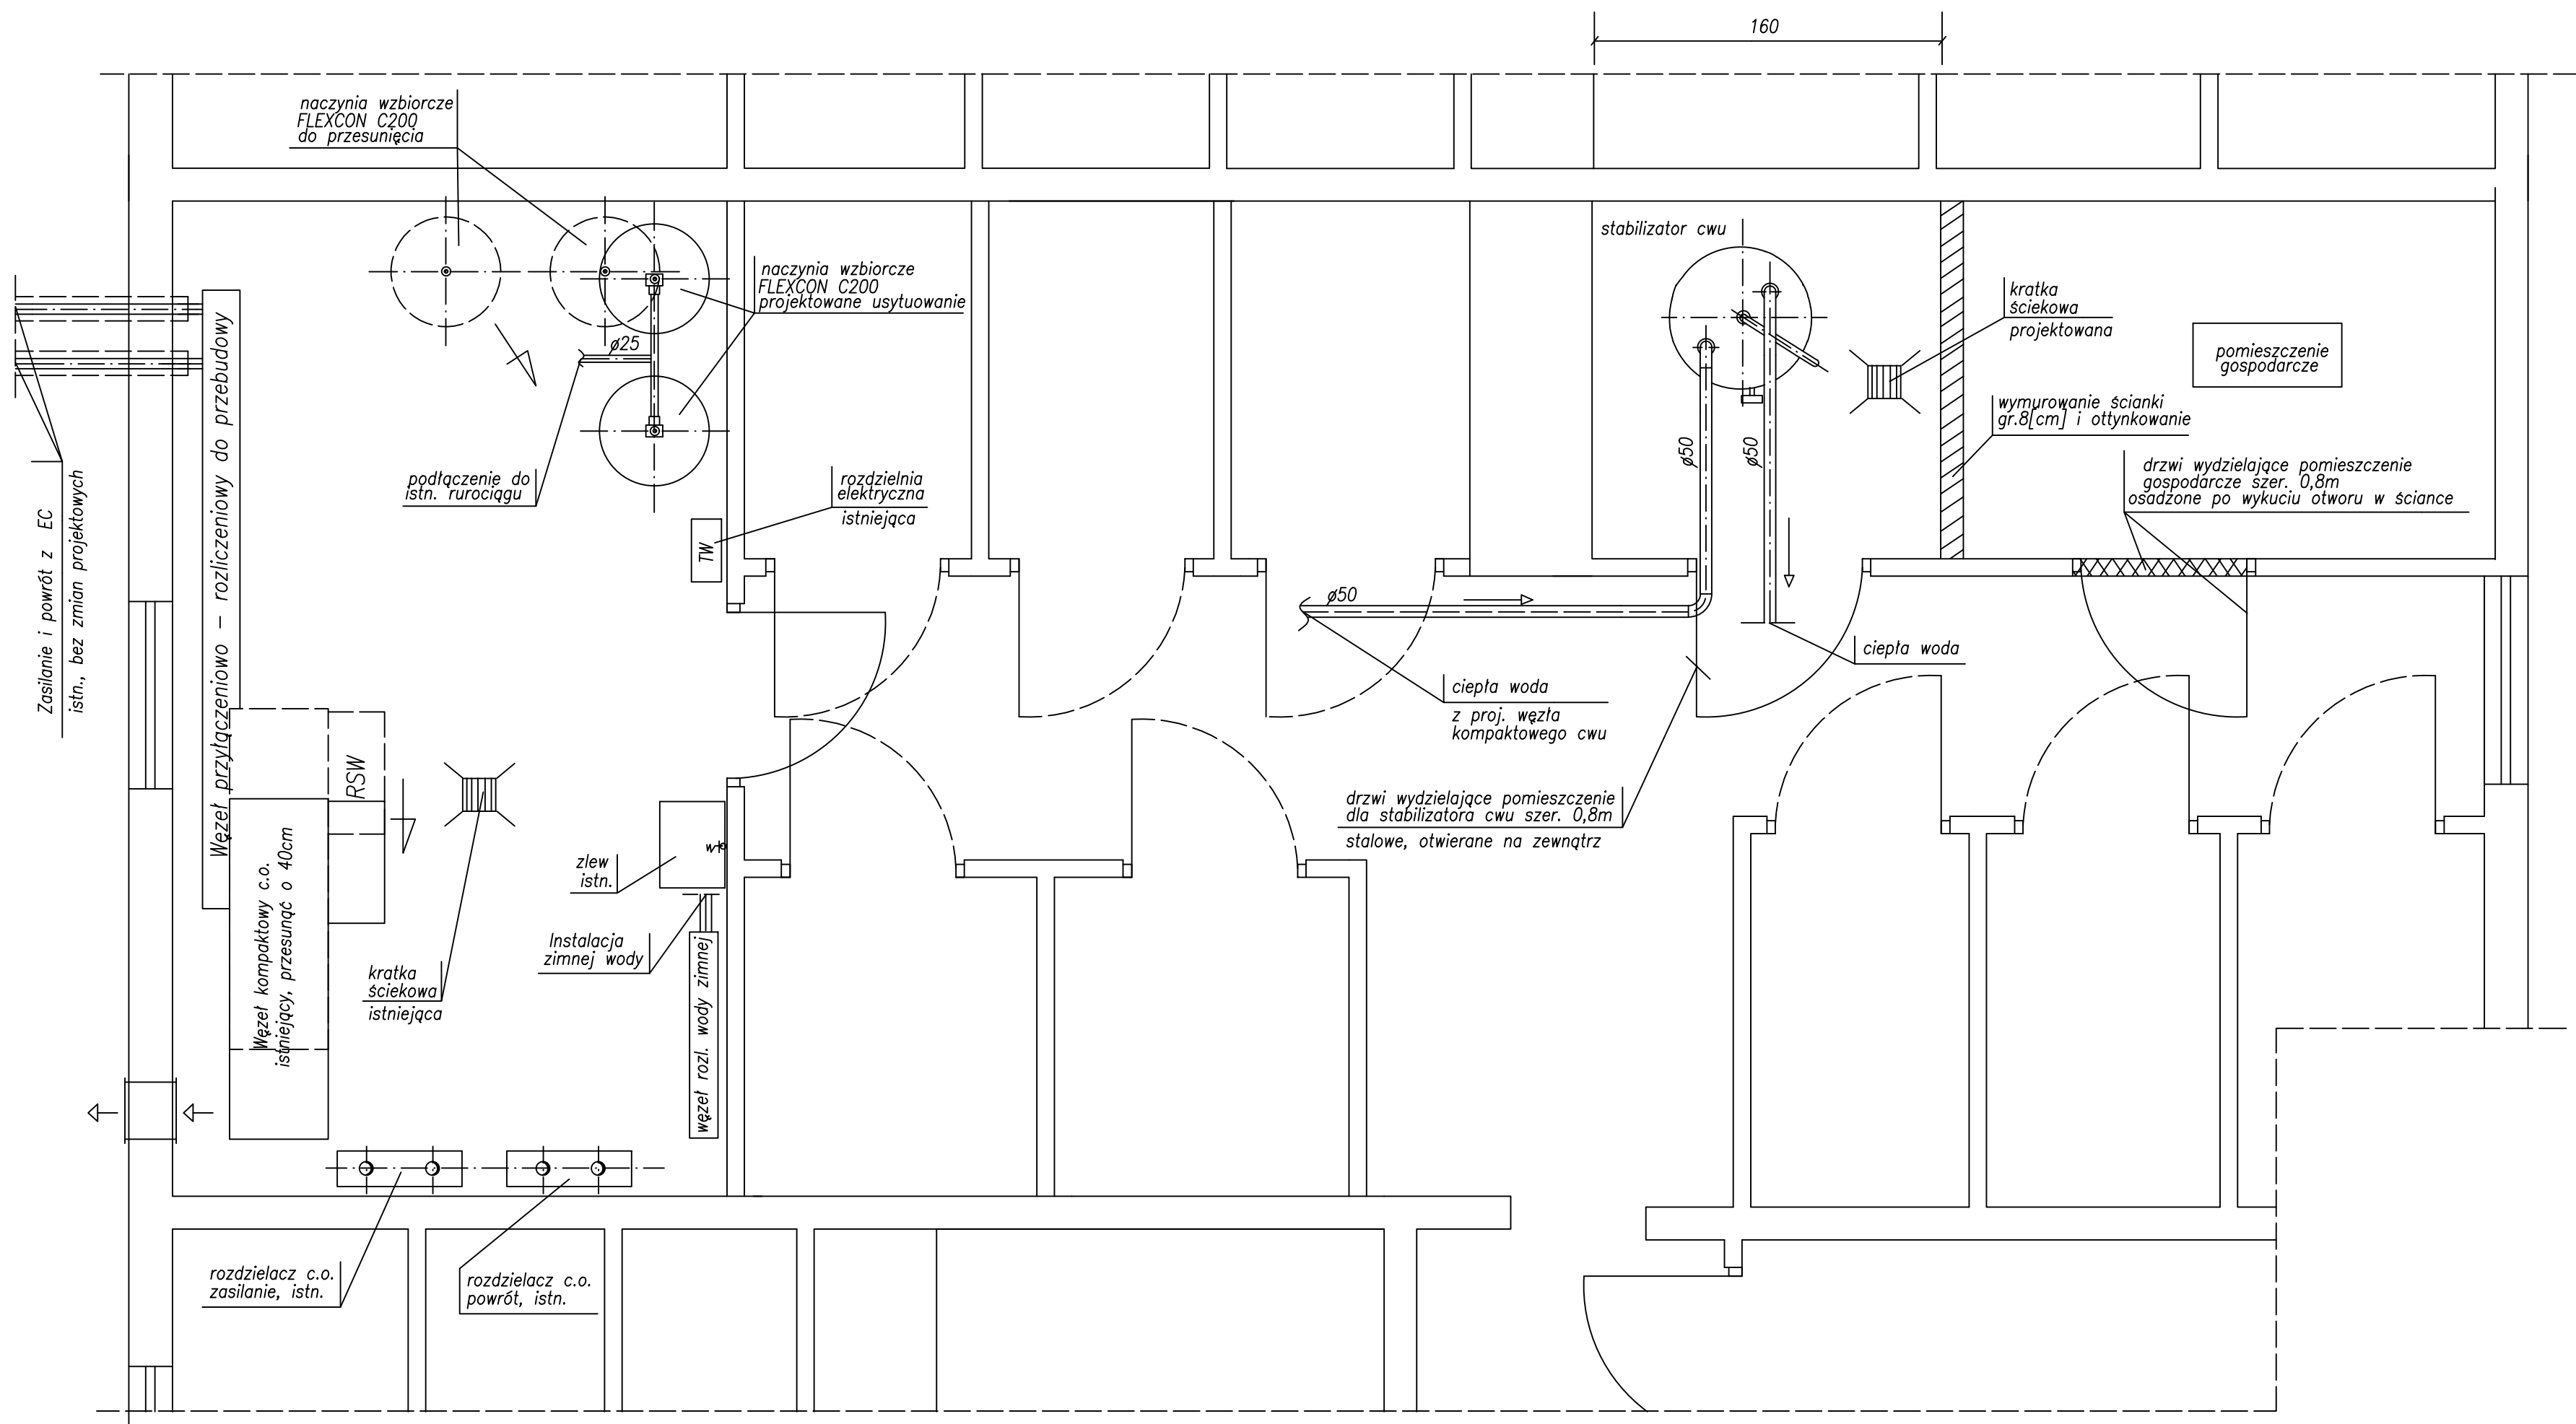 160
naczynia wzbiorcze
FLEXCON C200
do przesunięcia
naczynia wzbiorcze
FLEXCON C200
projektowane usytuowanie
ø25
podłączenie do
istn. rurociągu
rozdzielnia
elektryczna
istniejąca
TW
Zasilanie i powrót z EC
istn., bez zmian projektowych
Węzeł przyłączeniowo - rozliczeniowy do przebudowy
RSW
Węzeł kompaktowy c.o.
istniejący, przesunąć o 40cm
kratka
ściekowa
istniejąca
zlew
istn.
Instalacja
zimnej wody
węzeł rozl. wody zimnej
rozdzielacz c.o.
zasilanie, istn.
rozdzielacz c.o.
powrót, istn.
stabilizator cwu
ø50
ø50
ø50
kratka
ściekowa
projektowana
pomieszczenie
gospodarcze
wymurowanie ścianki
gr.8[cm] i ottynkowanie
drzwi wydzielające pomieszczenie
gospodarcze szer. 0,8m
osadzone po wykuciu otworu w ściance
ciepła woda
ciepła woda
z proj. węzła
kompaktowego cwu
drzwi wydzielające pomieszczenie
dla stabilizatora cwu szer. 0,8m
stalowe, otwierane na zewnątrz